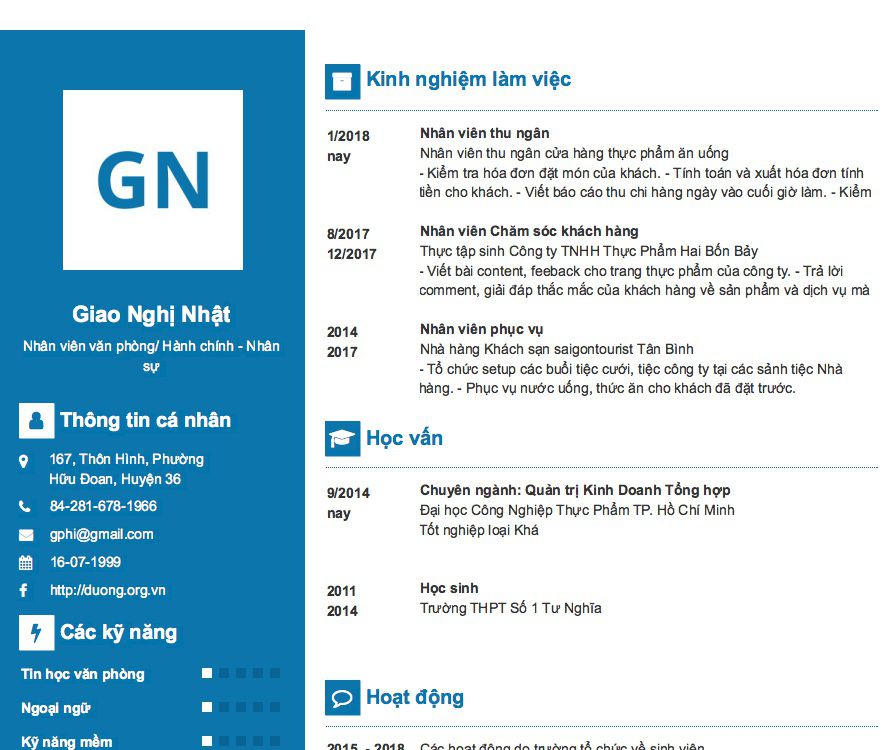 GN
Giao Nghị Nhật
Nhân viên văn phòng/ Hành chính - Nhân
sự
Thông tin cá nhân
167, Thôn Hình, Phường
Hữu Đoan, Huyện 36
84-281-678-1966
gphi@gmail.com
16-07-1999
http://duong.org.vn
Các kỹ năng
Tin học văn phòng
Ngoại ngữ
Kỹ năng mềm
Kinh nghiệm làm việc
1/2018
nay
Nhân viên thu ngân
Nhân viên thu ngân cửa hàng thực phẩm ăn uống
- Kiểm tra hóa đơn đặt món của khách. - Tính toán và xuất hóa đơn tính
tiền cho khách. - Viết báo cáo thu chi hàng ngày vào cuối giờ làm. - Kiểm
8/2017
12/2017
Nhân viên Chăm sóc khách hàng
Thực tập sinh Công ty TNHH Thực Phẩm Hai Bốn Bảy
- Viết bài content, feeback cho trang thực phẩm của công ty. - Trả lời
comment, giải đáp thắc mắc của khách hàng về sản phẩm và dịch vụ mà
2014
2017
Nhân viên phục vụ
Nhà hàng Khách sạn saigontourist Tân Bình
- Tổ chức setup các buổi tiệc cưới, tiệc công ty tại các sảnh tiệc Nhà
hàng. - Phục vụ nước uống, thức ăn cho khách đã đặt trước.
Học vấn
9/2014
nay
Chuyên ngành: Quản trị Kinh Doanh Tổng hợp
Đại học Công Nghiệp Thực Phẩm TP. Hồ Chí Minh
Tốt nghiệp loại Khá
2011
2014
Học sinh
Trường THPT Số 1 Tư Nghĩa
Hoạt động
2015 - 2018
Các hoạt động do trường tổ chức về sinh viên